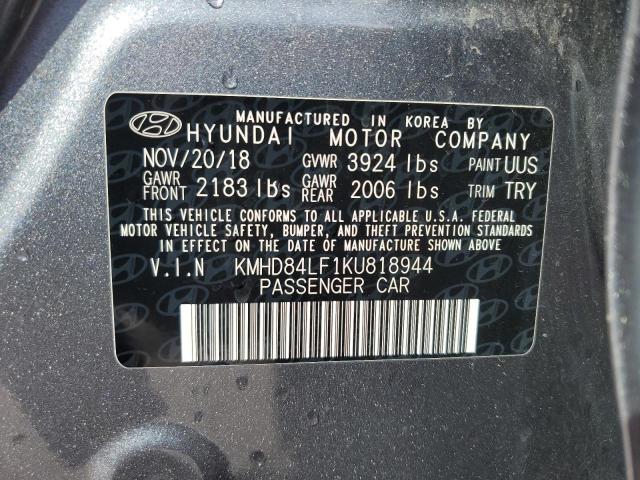 MANUFACTURED IN KOREA BY
HYUNDAI MOTOR COMPANY
NOV/20/18 GVWR 3924 lbs PAINT UUS
GAWR FRONT 2183 lbs GAWR REAR 2006 lbs TRIM TRY
THIS VEHICLE CONFORMS TO ALL APPLICABLE U.S.A. FEDERAL
MOTOR VEHICLE SAFETY, BUMPER, AND THEFT PREVENTION STANDARDS
IN EFFECT ON THE DATE OF MANUFACTURE SHOWN ABOVE
V.I.N KMHD84LF1KU818944
PASSENGER CAR